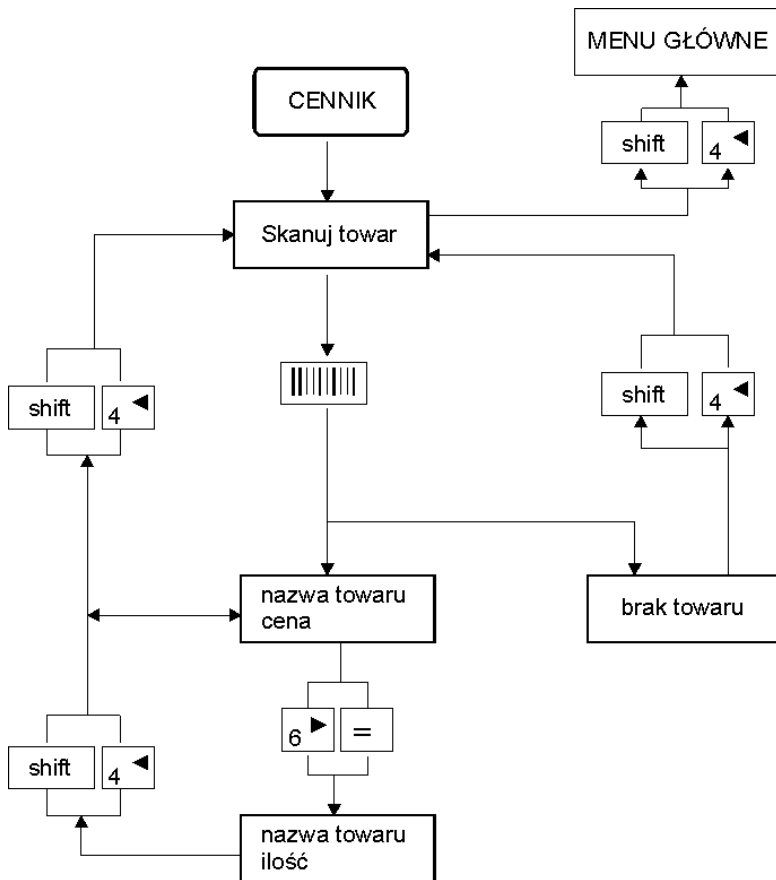 MENU GŁÓWNE
CENNIK
shift
4
Skanuj towar
shift
4
shift
4
nazwa towaru
cena
brak towaru
6
=
shift
4
nazwa towaru
ilość